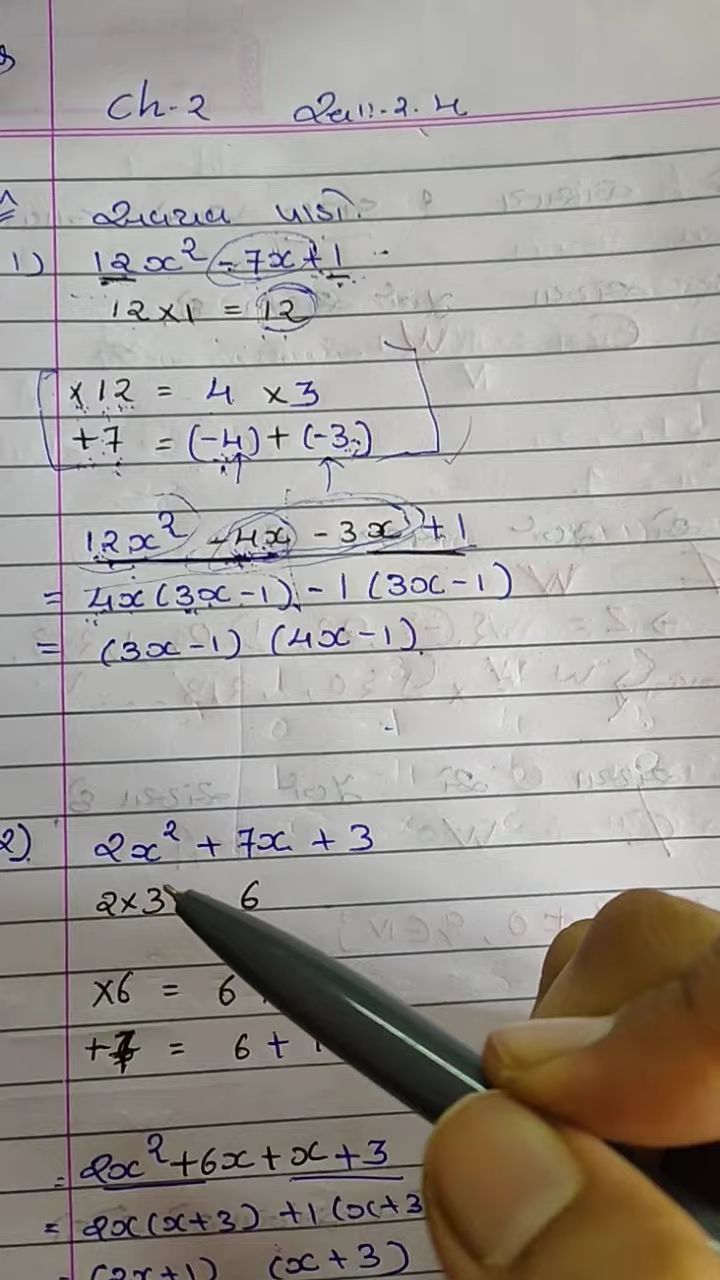 Ch-2 સ્વા:-2.4
અવયવ પાડો.
1) 12x² - 7x + 1
12×1 = 12
×12 = 4 ×3
+7 = (-4) + (-3)
12x² - 4x - 3x + 1
= 4x(3x-1) - 1 (3x-1)
= (3x-1) (4x-1)
2) 2x² + 7x + 3
2×3 6
×6 = 6
+7 = 6 +
= 2x² + 6x + x + 3
= 2x(x+3) + 1 (x+3
(2x+1) (x+3)